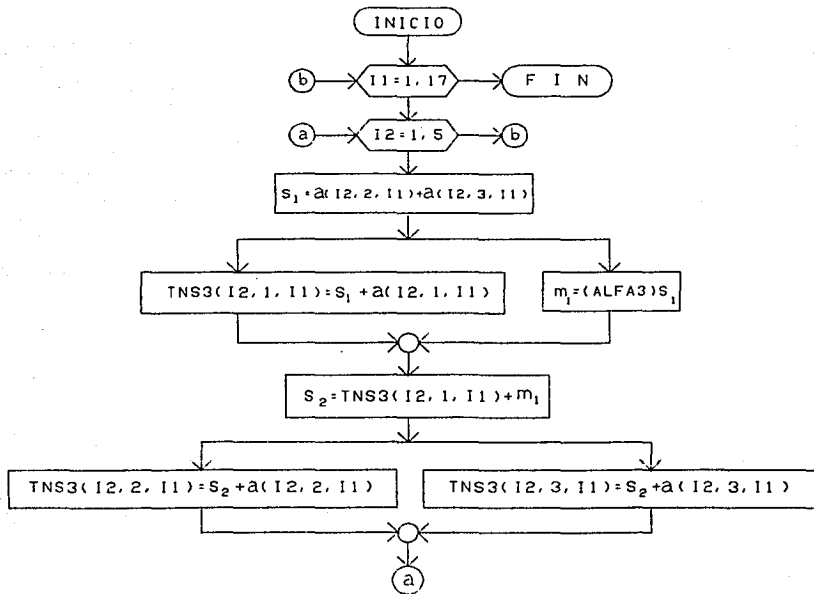 INICIO
b I1=1,17 F I N
a I2=1,5 b
S₁=a(I2,2,I1)+a(I2,3,I1)
TNS3(I2,1,I1)=S₁+a(I2,1,I1) m₁=(ALFA3)S₁
S₂=TNS3(I2,1,I1)+m₁
TNS3(I2,2,I1)=S₂+a(I2,2,I1) TNS3(I2,3,I1)=S₂+a(I2,3,I1)
a